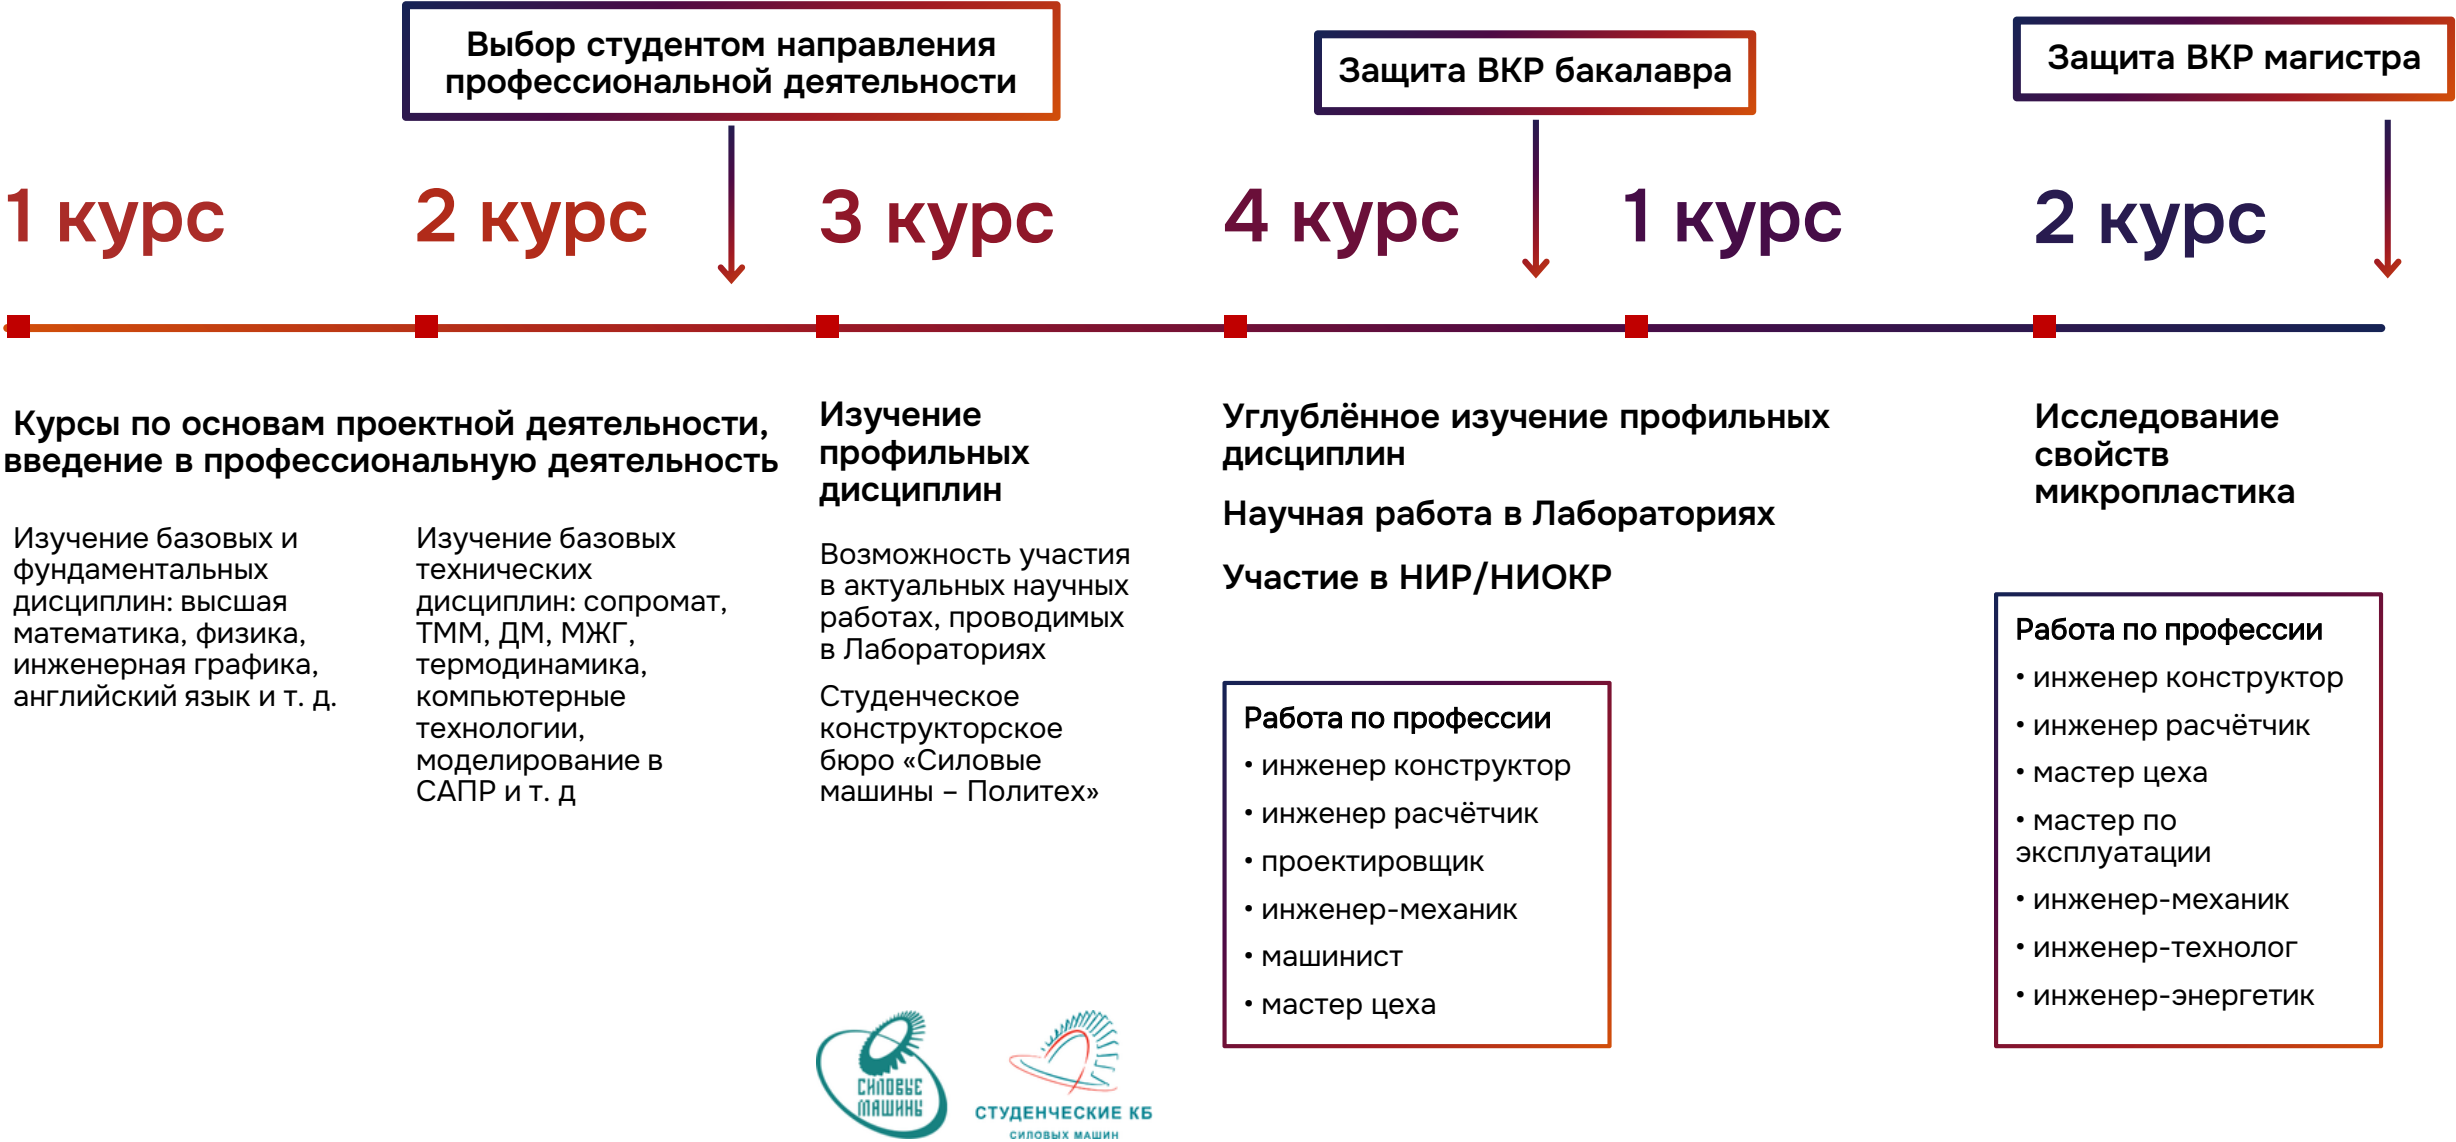 Выбор студентом направления
профессиональной деятельности
Защита ВКР бакалавра
Защита ВКР магистра
1 курс
2 курс
3 курс
4 курс
1 курс
2 курс
Курсы по основам проектной деятельности,
введение в профессиональную деятельность
Изучение базовых и
фундаментальных
дисциплин: высшая
математика, физика,
инженерная графика,
английский язык и т. д.
Изучение базовых
технических
дисциплин: сопромат,
ТММ, ДМ, МЖГ,
термодинамика,
компьютерные
технологии,
моделирование в
САПР и т. д
Изучение
профильных
дисциплин
Возможность участия
в актуальных научных
работах, проводимых
в Лабораториях
Студенческое
конструкторское
бюро «Силовые
машины – Политех»
СИЛОВЫЕ
МАШИНЫ
СТУДЕНЧЕСКИЕ КБ
СИЛОВЫХ МАШИН
Углублённое изучение профильных
дисциплин
Научная работа в Лабораториях
Участие в НИР/НИОКР
Работа по профессии
• инженер конструктор
• инженер расчётчик
• проектировщик
• инженер-механик
• машинист
• мастер цеха
Исследование
свойств
микропластика
Работа по профессии
• инженер конструктор
• инженер расчётчик
• мастер цеха
• мастер по
эксплуатации
• инженер-механик
• инженер-технолог
• инженер-энергетик